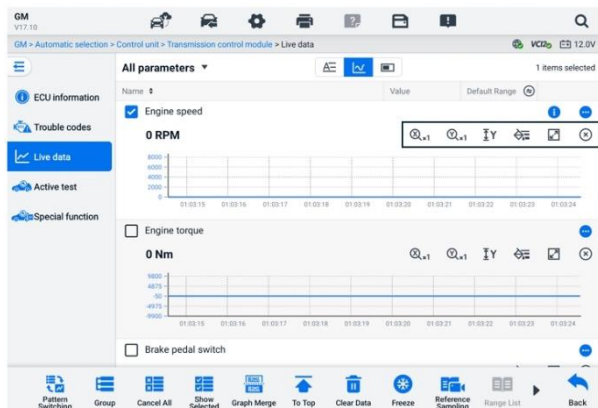 GM
V17.10
GM > Automatic selection > Control unit > Transmission control module > Live data
VCI 12.0V
All parameters
1 items selected
Name Value Default Range
ECU information
Trouble codes
Live data
Active test
Special function
Engine speed
0 RPM
X x1 Y x1 Y
8000
6000
4000
2000
0
01:03:15 01:03:16 01:03:17 01:03:18 01:03:19 01:03:20 01:03:21 01:03:22 01:03:23 01:03:24
Engine torque
0 Nm
X x1 Y x1 Y
9800
4875
-50
-4975
-9900
01:03:15 01:03:16 01:03:17 01:03:18 01:03:19 01:03:20 01:03:21 01:03:22 01:03:23 01:03:24
Brake pedal switch
Pattern Switching
Group
Cancel All
Show Selected
Graph Merge
To Top
Clear Data
Freeze
Reference Sampling
Range List
Back